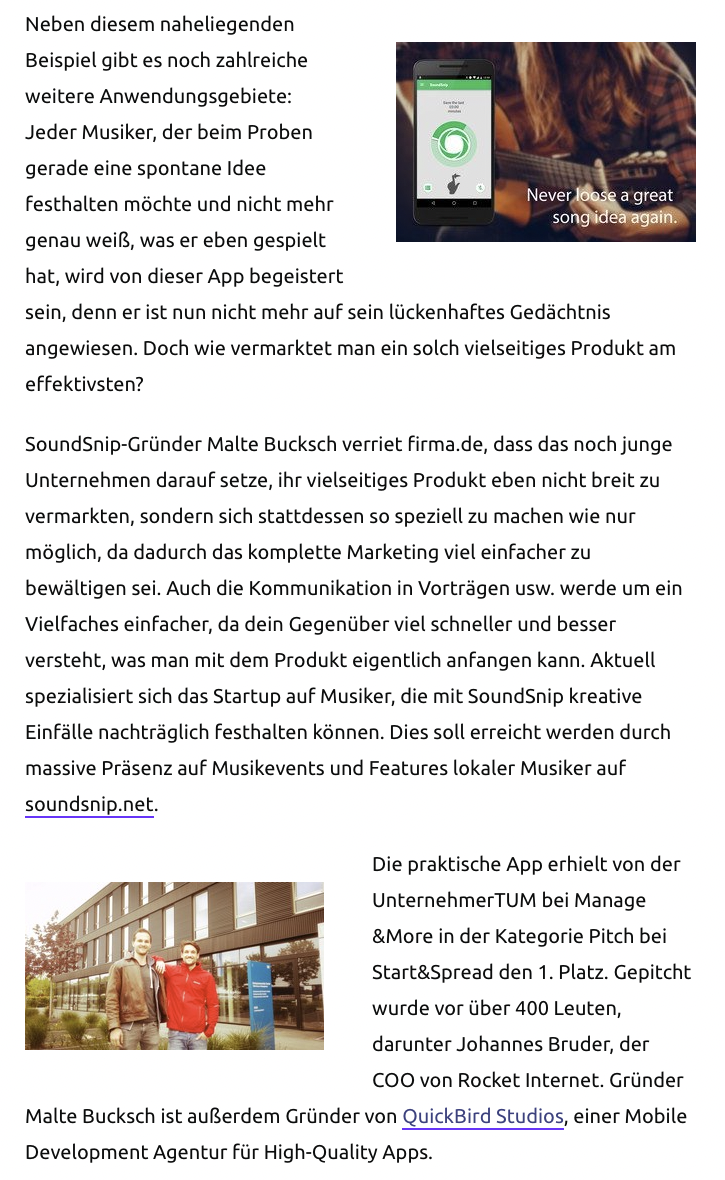 Neben diesem naheliegenden
Beispiel gibt es noch zahlreiche
weitere Anwendungsgebiete:
Jeder Musiker, der beim Proben
gerade eine spontane Idee
festhalten möchte und nicht mehr
genau weiß, was er eben gespielt
hat, wird von dieser App begeistert
SoundSnip
Save the last
minutes
Never loose a great
song idea again.
sein, denn er ist nun nicht mehr auf sein lückenhaftes Gedächtnis
angewiesen. Doch wie vermarktet man ein solch vielseitiges Produkt am
effektivsten?
SoundSnip-Gründer Malte Bucksch verriet firma.de, dass das noch junge
Unternehmen darauf setze, ihr vielseitiges Produkt eben nicht breit zu
vermarkten, sondern sich stattdessen so speziell zu machen wie nur
möglich, da dadurch das komplette Marketing viel einfacher zu
bewältigen sei. Auch die Kommunikation in Vorträgen usw. werde um ein
Vielfaches einfacher, da dein Gegenüber viel schneller und besser
versteht, was man mit dem Produkt eigentlich anfangen kann. Aktuell
spezialisiert sich das Startup auf Musiker, die mit SoundSnip kreative
Einfälle nachträglich festhalten können. Dies soll erreicht werden durch
massive Präsenz auf Musikevents und Features lokaler Musiker auf
soundsnip.net.
Die praktische App erhielt von der
UnternehmerTUM bei Manage
&More in der Kategorie Pitch bei
Start&Spread den 1. Platz. Gepitcht
wurde vor über 400 Leuten,
darunter Johannes Bruder, der
COO von Rocket Internet. Gründer
Malte Bucksch ist außerdem Gründer von QuickBird Studios, einer Mobile
Development Agentur für High-Quality Apps.